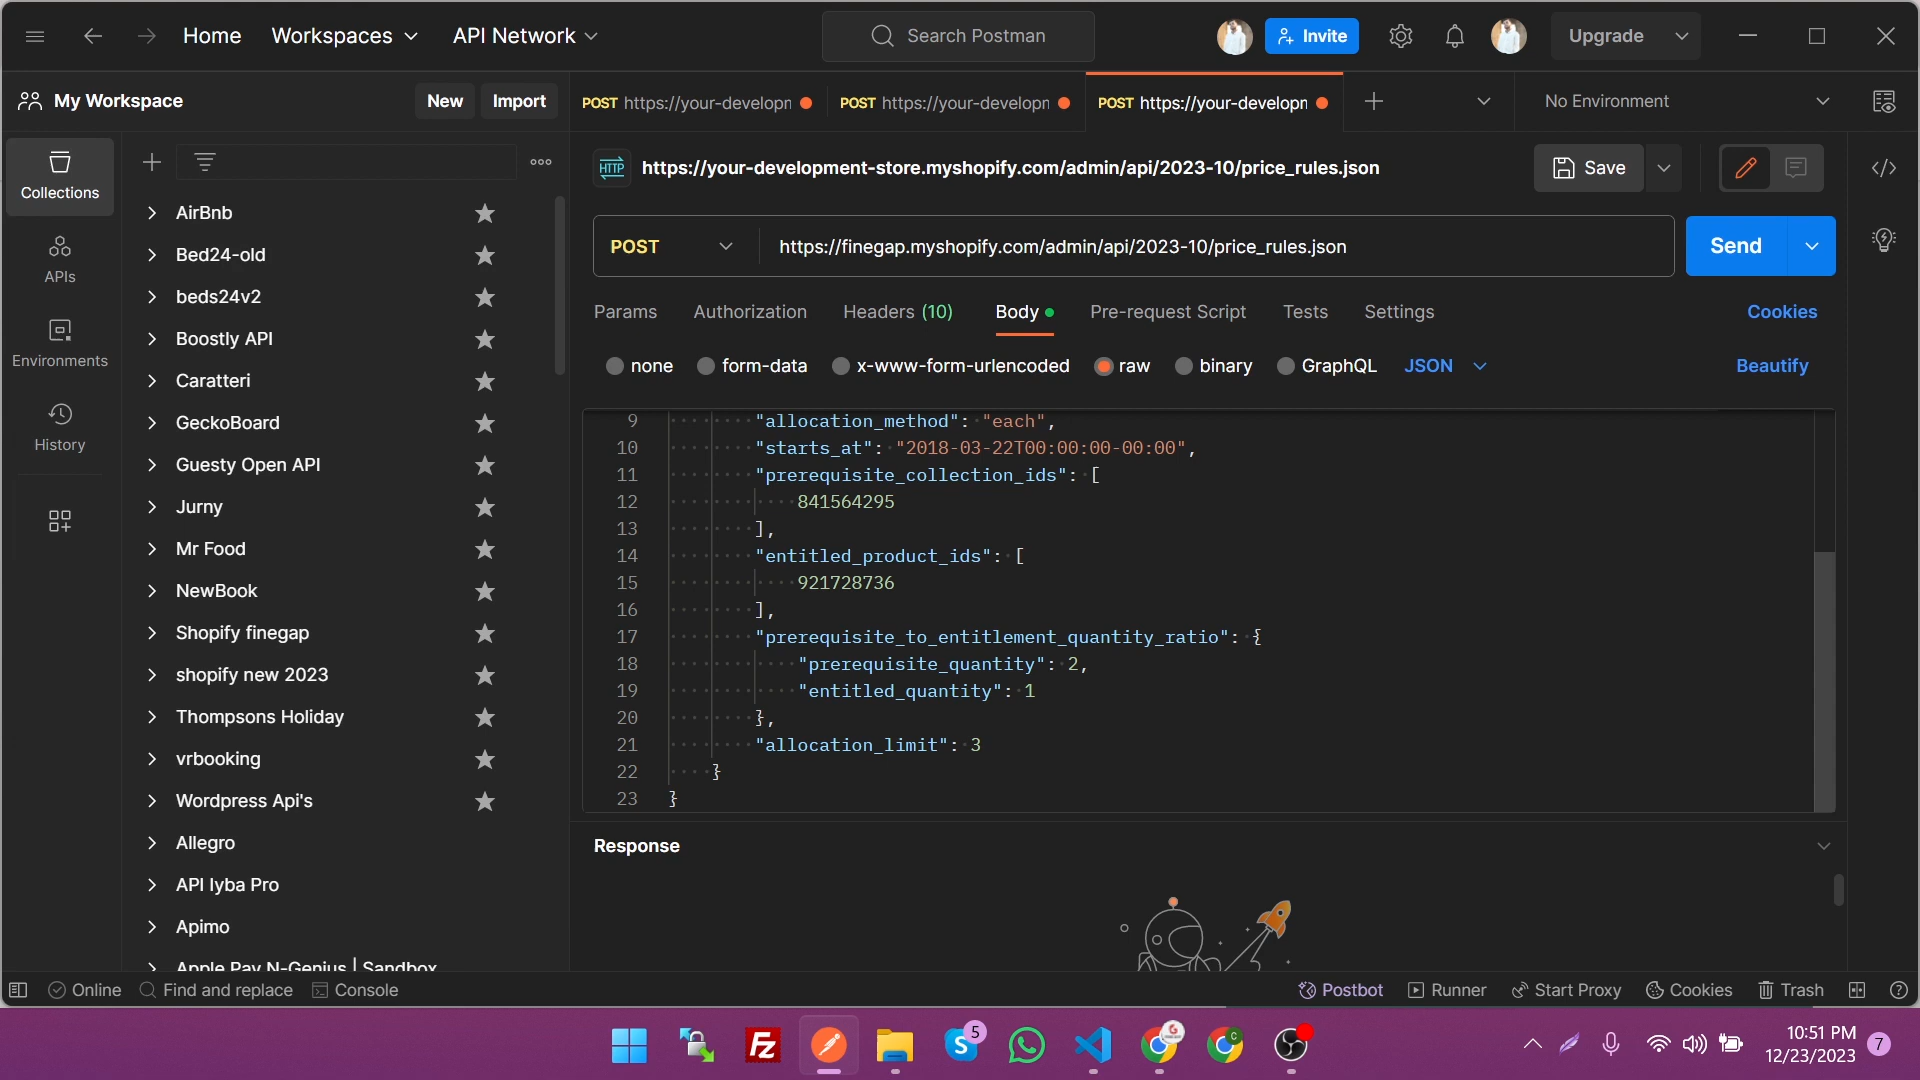 Home
Workspaces
API Network
Search Postman
Invite
Upgrade
My Workspace
New
Import
POST https://your-developn
POST https://your-developn
POST https://your-developn
No Environment
Collections
APIs
Environments
History
AirBnb
Bed24-old
beds24v2
Boostly API
Caratteri
GeckoBoard
Guesty Open API
Jurny
Mr Food
NewBook
Shopify finegap
shopify new 2023
Thompsons Holiday
vrbooking
Wordpress Api's
Allegro
API Iyba Pro
Apimo
Apple Pay N-Genius | Sandbox
HTTP
https://your-development-store.myshopify.com/admin/api/2023-10/price_rules.json
Save
POST
https://finegap.myshopify.com/admin/api/2023-10/price_rules.json
Send
Params
Authorization
Headers (10)
Body
Pre-request Script
Tests
Settings
Cookies
none
form-data
x-www-form-urlencoded
raw
binary
GraphQL
JSON
Beautify
9 "allocation_method": "each",
10 "starts_at": "2018-03-22T00:00:00-00:00",
11 "prerequisite_collection_ids": [
12 841564295
13 ],
14 "entitled_product_ids": [
15 921728736
16 ],
17 "prerequisite_to_entitlement_quantity_ratio": {
18 "prerequisite_quantity": 2,
19 "entitled_quantity": 1
20 },
21 "allocation_limit": 3
22 }
23 }
Response
Online
Find and replace
Console
Postbot
Runner
Start Proxy
Cookies
Trash
Fz
S
5
C
10:51 PM
12/23/2023
7